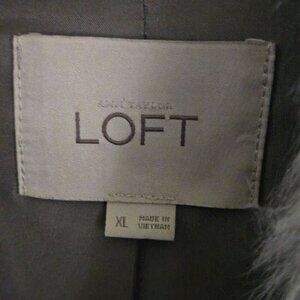 ANN TAYLOR
LOFT
XL
MADE IN
VIETNAM